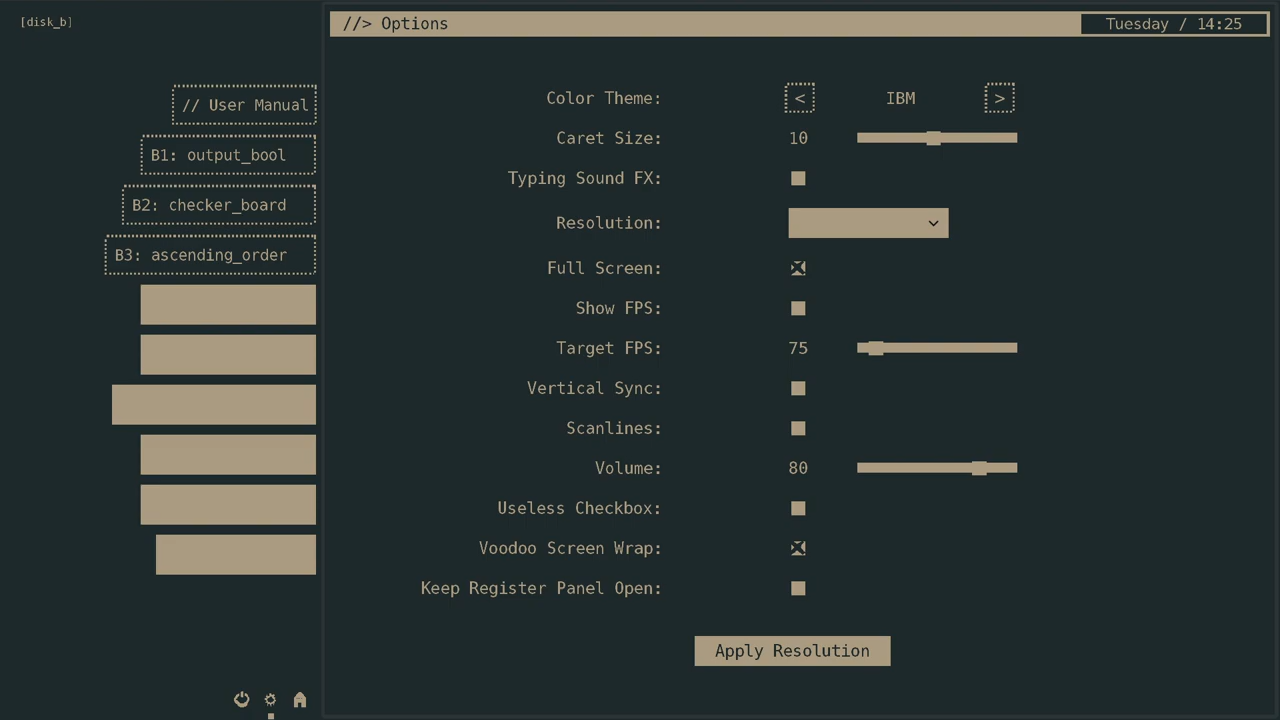 [disk_b]
//> Options
Tuesday / 14:25
// User Manual
B1: output_bool
B2: checker_board
B3: ascending_order
Color Theme: < IBM >
Caret Size: 10
Typing Sound FX:
Resolution:
Full Screen:
Show FPS:
Target FPS: 75
Vertical Sync:
Scanlines:
Volume: 80
Useless Checkbox:
Voodoo Screen Wrap:
Keep Register Panel Open:
Apply Resolution